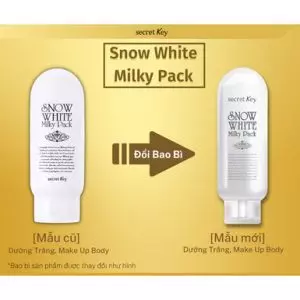 secret Key
Snow White
Milky Pack
SNOW
WHITE
Milky Pack
secret Key
Đổi Bao Bì
secret Key
SNOW
WHITE
Milky Pack
[Mẫu cũ]
Dưỡng Trắng, Make Up Body
[Mẫu mới]
Dưỡng Trắng, Make Up Body
*Bao bì sản phẩm được thay đổi như hình